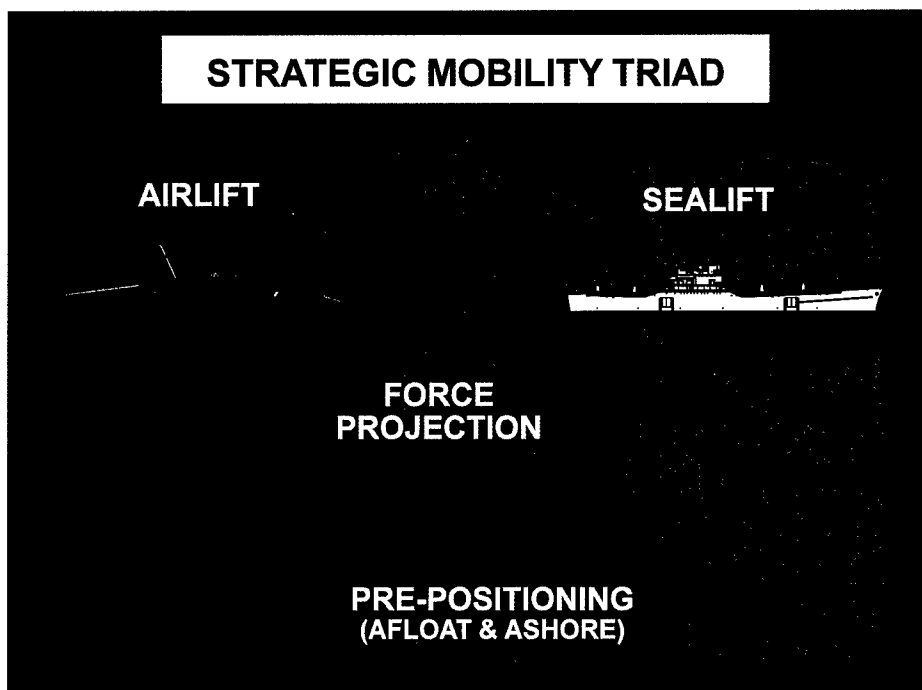 STRATEGIC MOBILITY TRIAD
AIRLIFT
SEALIFT
FORCE
PROJECTION
PRE-POSITIONING
(AFLOAT & ASHORE)